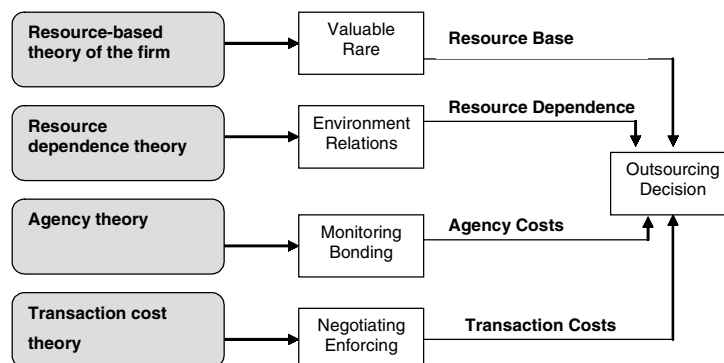 Resource-based
theory of the firm
Valuable
Rare
Resource Base
Resource
dependence theory
Environment
Relations
Resource Dependence
Outsourcing
Decision
Agency theory
Monitoring
Bonding
Agency Costs
Transaction cost
theory
Negotiating
Enforcing
Transaction Costs